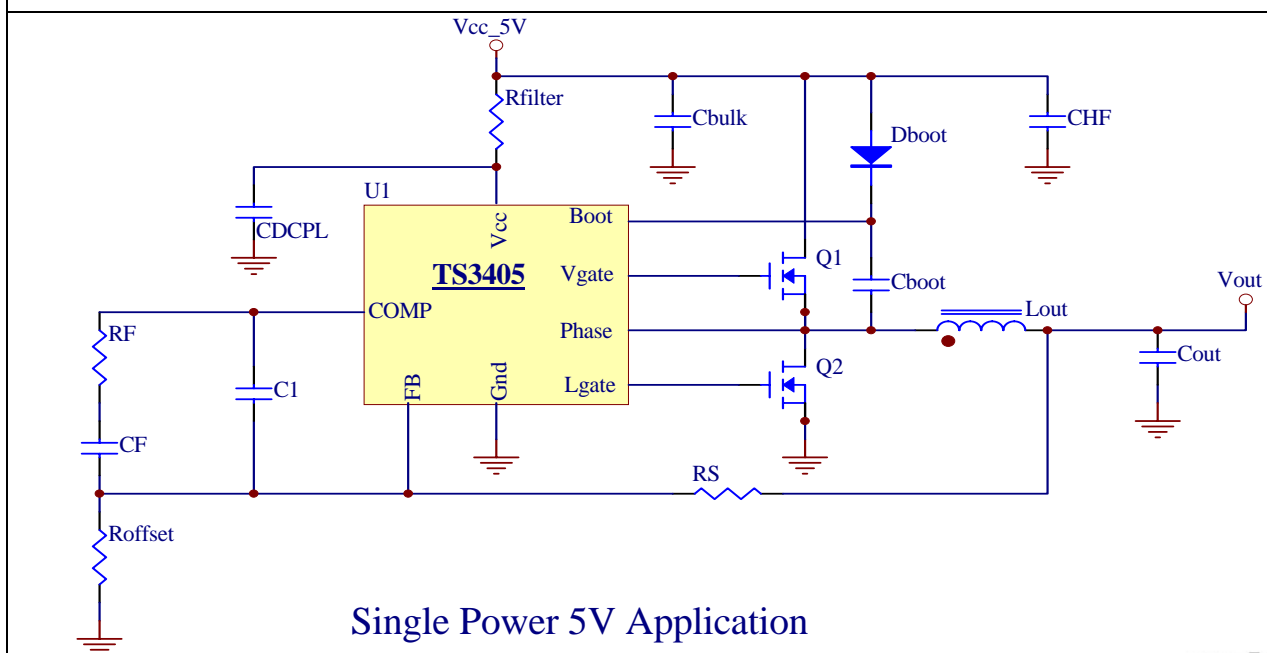 Vcc_5V
Rfilter
Cbulk
CHF
Dboot
U1
CDCPL
Vcc
Boot
TS3405
Vgate
Q1
Cboot
Vout
COMP
Phase
Lout
RF
C1
FB
Gnd
Lgate
Q2
Cout
CF
RS
Roffset
Single Power 5V Application